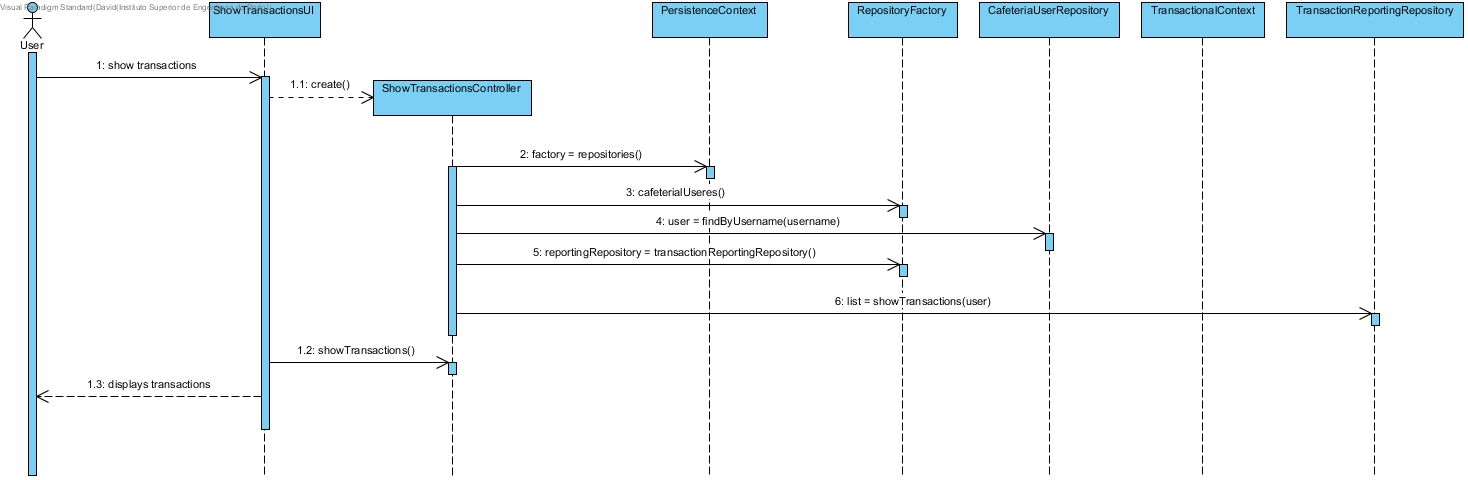 Visual Paradigm Standard(David(Instituto Superior de Enge
ShowTransactionsUI
PersistenceContext
RepositoryFactory
CafeteriaUserRepository
TransactionalContext
TransactionReportingRepository
User
1: show transactions
1.1: create()
ShowTransactionsController
2: factory = repositories()
3: cafeterialUseres()
4: user = findByUsername(username)
5: reportingRepository = transactionReportingRepository()
6: list = showTransactions(user)
1.2: showTransactions()
1.3: displays transactions